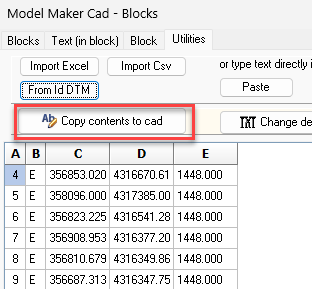 Model Maker Cad - Blocks
Blocks Text (in block) Block Utilities
Import Excel Import Csv or type text directly i
From Id DTM Paste
Copy contents to cad Change de
A B C D E
4 E 356853.020 4316670.61 1448.000
5 E 358096.000 4317385.00 1448.000
6 E 356823.225 4316541.28 1448.000
7 E 356908.953 4316377.20 1448.000
8 E 356810.679 4316349.86 1448.000
9 E 356687.313 4316347.75 1448.000